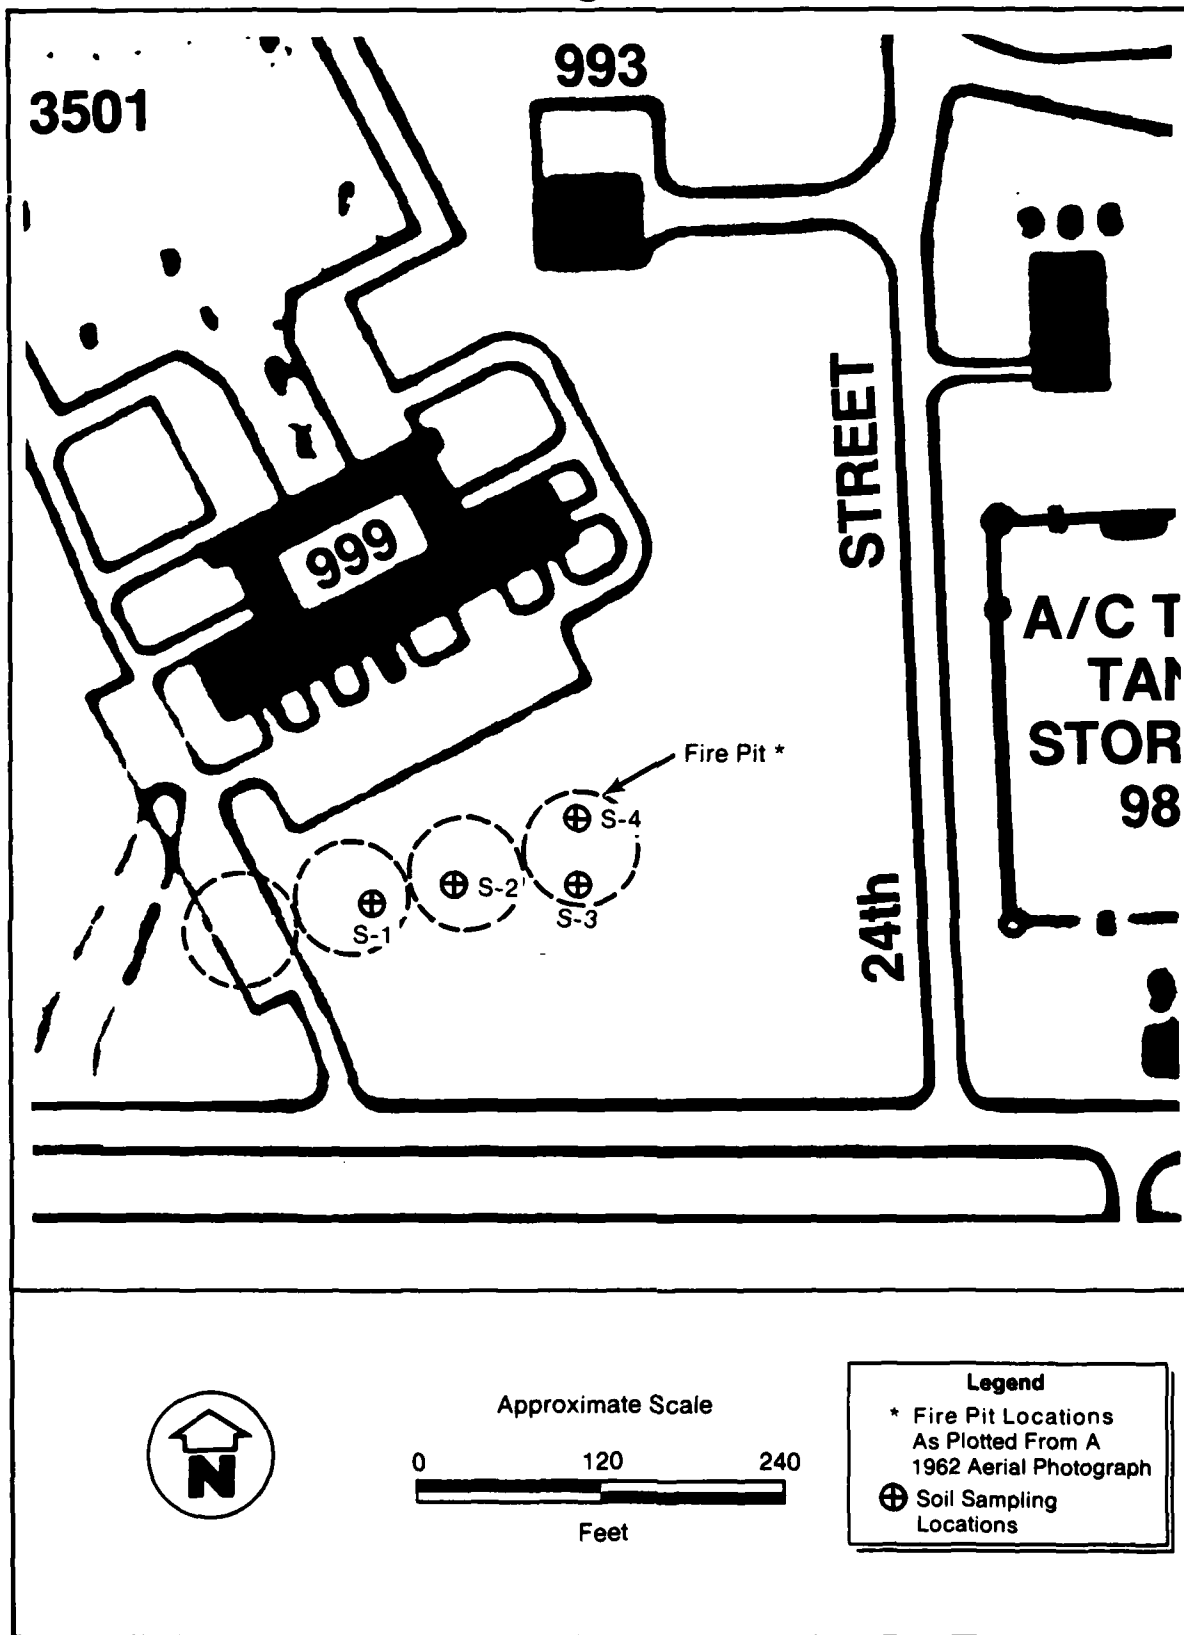 993
3501
STREET
999
A/C T
TAN
STOR
98
Fire Pit *
S-4
S-2
S-3
S-1
24th
Approximate Scale
0 120 240
Feet
N
Legend
* Fire Pit Locations
As Plotted From A
1962 Aerial Photograph
Soil Sampling
Locations